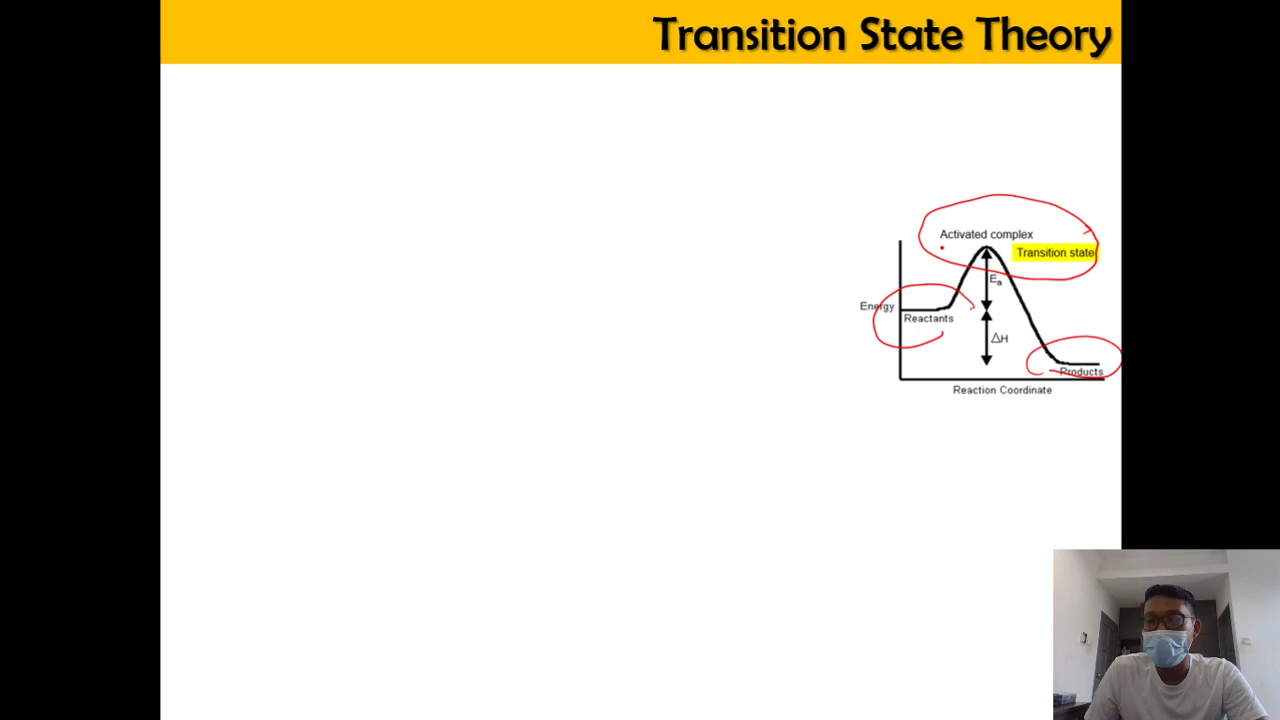 Transition State Theory
Activated complex
Transition state
Ea
Energy
Reactants
ΔH
Products
Reaction Coordinate